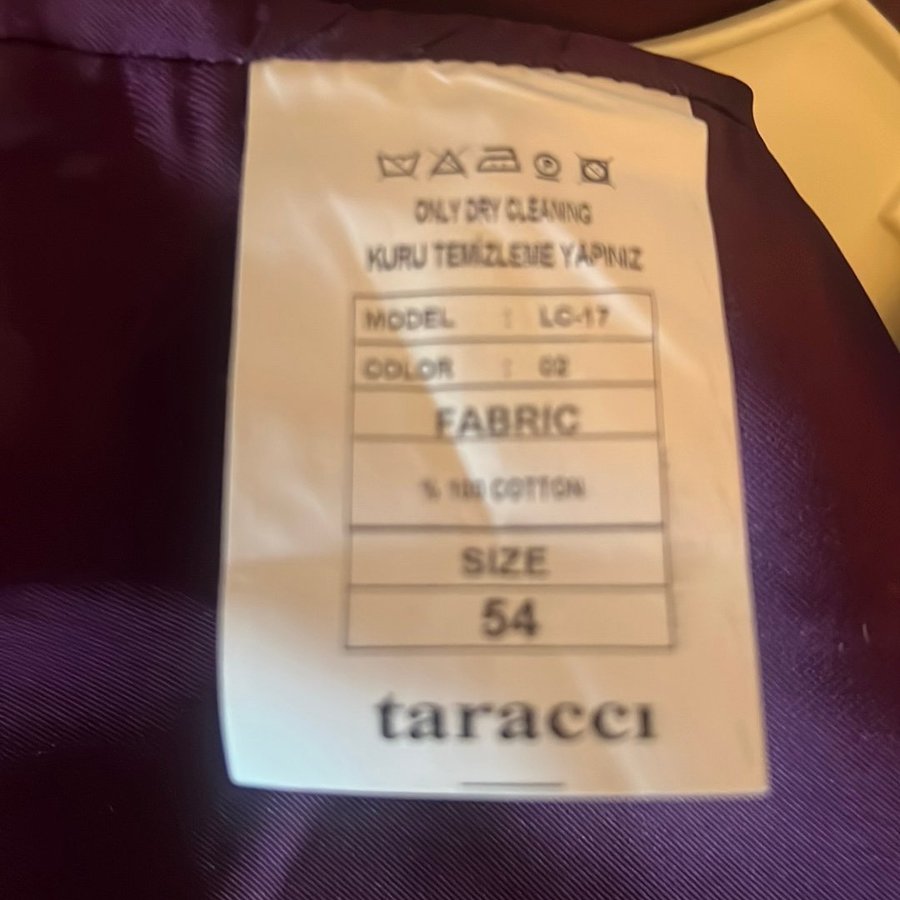 ONLY DRY CLEANING
KURU TEMİZLEME YAPINIZ
MODEL : LC-17
COLOR : 02
FABRIC
% 100 COTTON
SIZE
54
taraccı